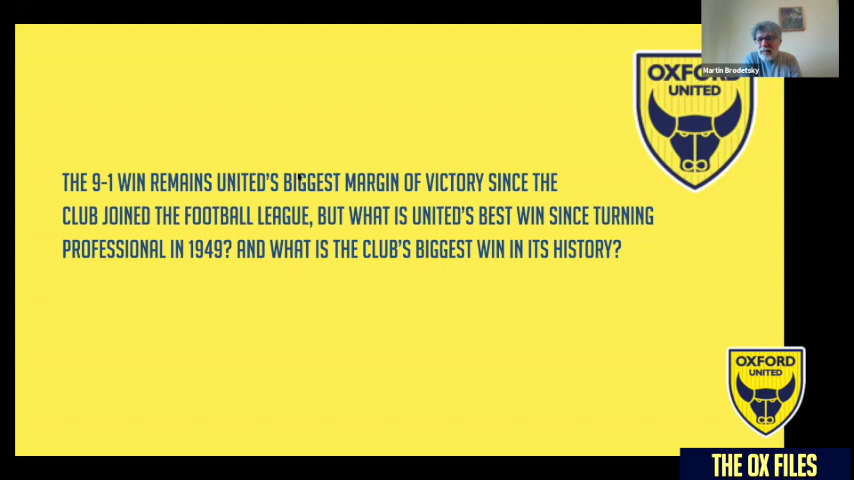 Martin Brodetsky
OXFORD
UNITED
THE 9-1 WIN REMAINS UNITED'S BIGGEST MARGIN OF VICTORY SINCE THE
CLUB JOINED THE FOOTBALL LEAGUE, BUT WHAT IS UNITED'S BEST WIN SINCE TURNING
PROFESSIONAL IN 1949? AND WHAT IS THE CLUB'S BIGGEST WIN IN ITS HISTORY?
OXFORD
UNITED
THE OX FILES